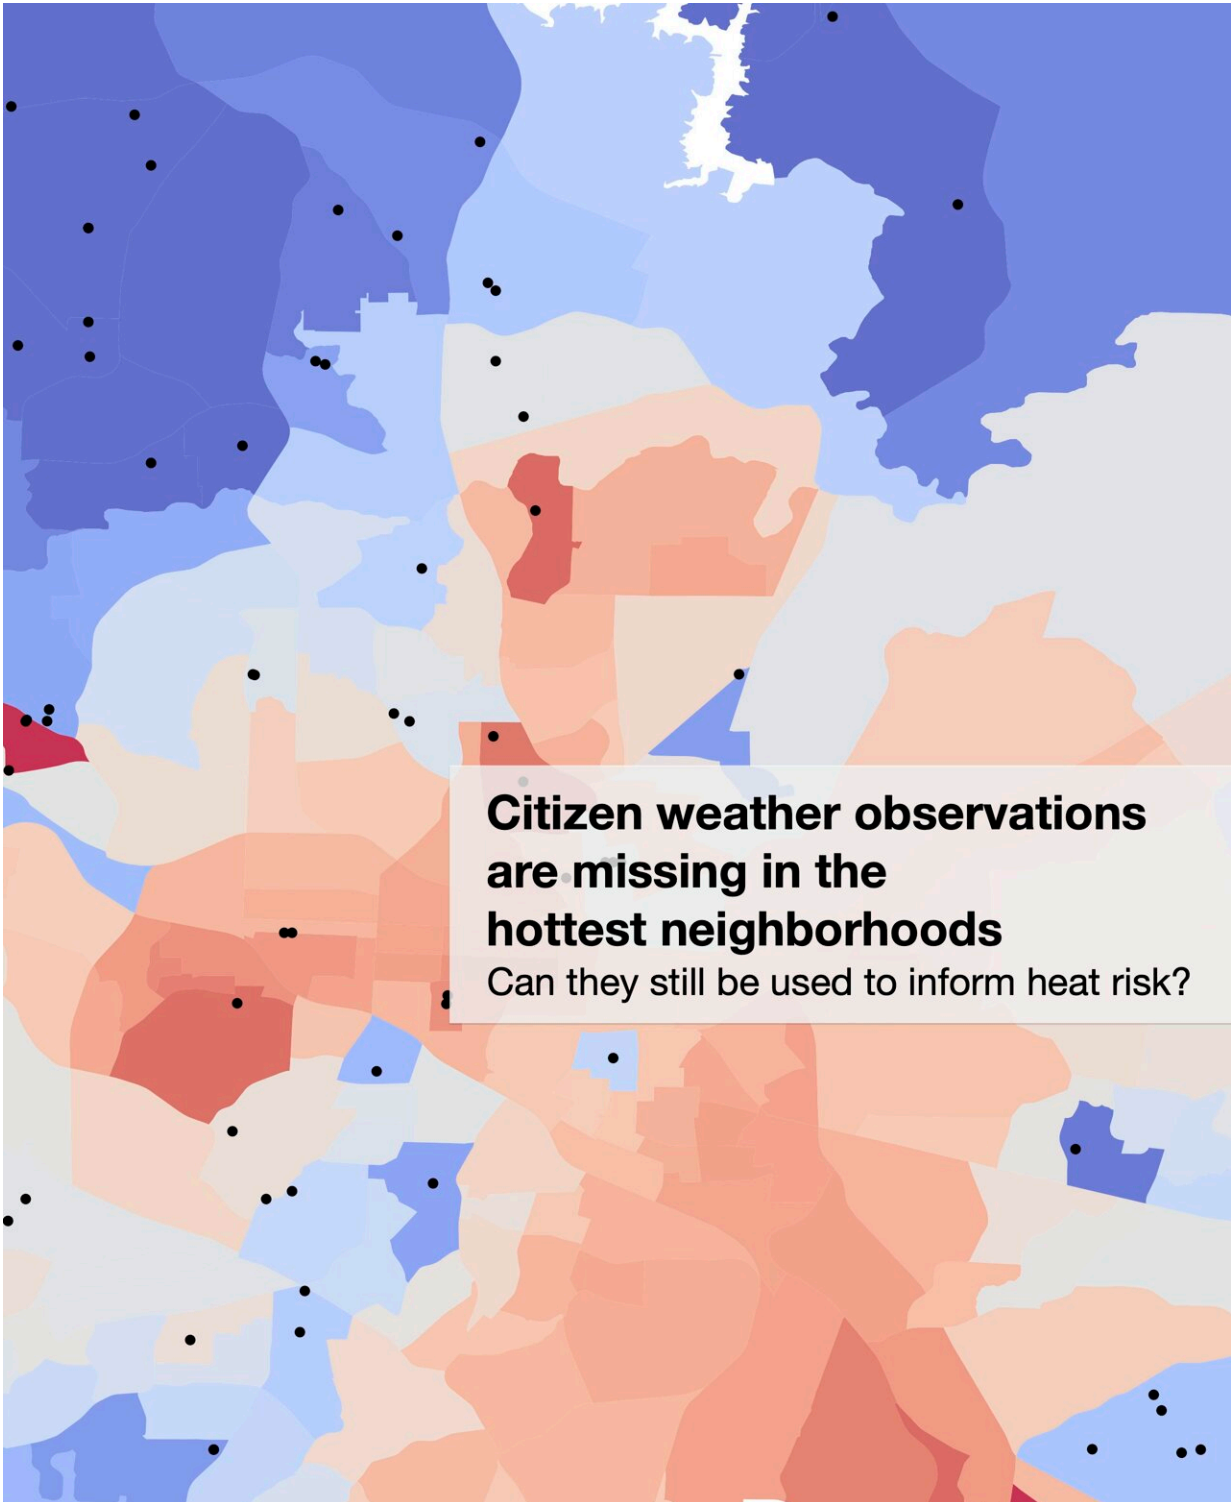 Citizen weather observations
are missing in the
hottest neighborhoods
Can they still be used to inform heat risk?